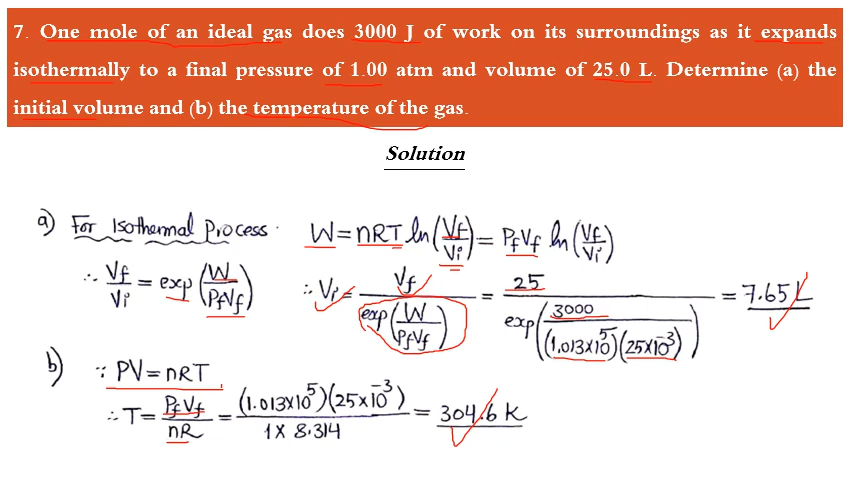 7. One mole of an ideal gas does 3000 J of work on its surroundings as it expands
isothermally to a final pressure of 1.00 atm and volume of 25.0 L. Determine (a) the
initial volume and (b) the temperature of the gas.
Solution
a) For Isothermal Process. W = nRT ln(Vf/Vi) = PfVf ln(Vf/Vi)
∴ Vf/Vi = exp(W/PfVf) ∴ Vi = Vf/exp(W/PfVf) = 25/exp(3000/(1.013×10^5)(25×10^-3)) = 7.65 L
b) ∵ PV = nRT
∴ T = PfVf/nR = (1.013×10^5)(25×10^-3)/1 × 8.314 = 304.6 K